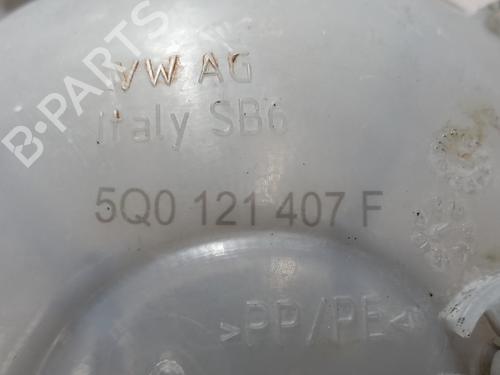 B-PARTS
VW AG
Italy SB6
5Q0 121 407 F
>PP/PE<